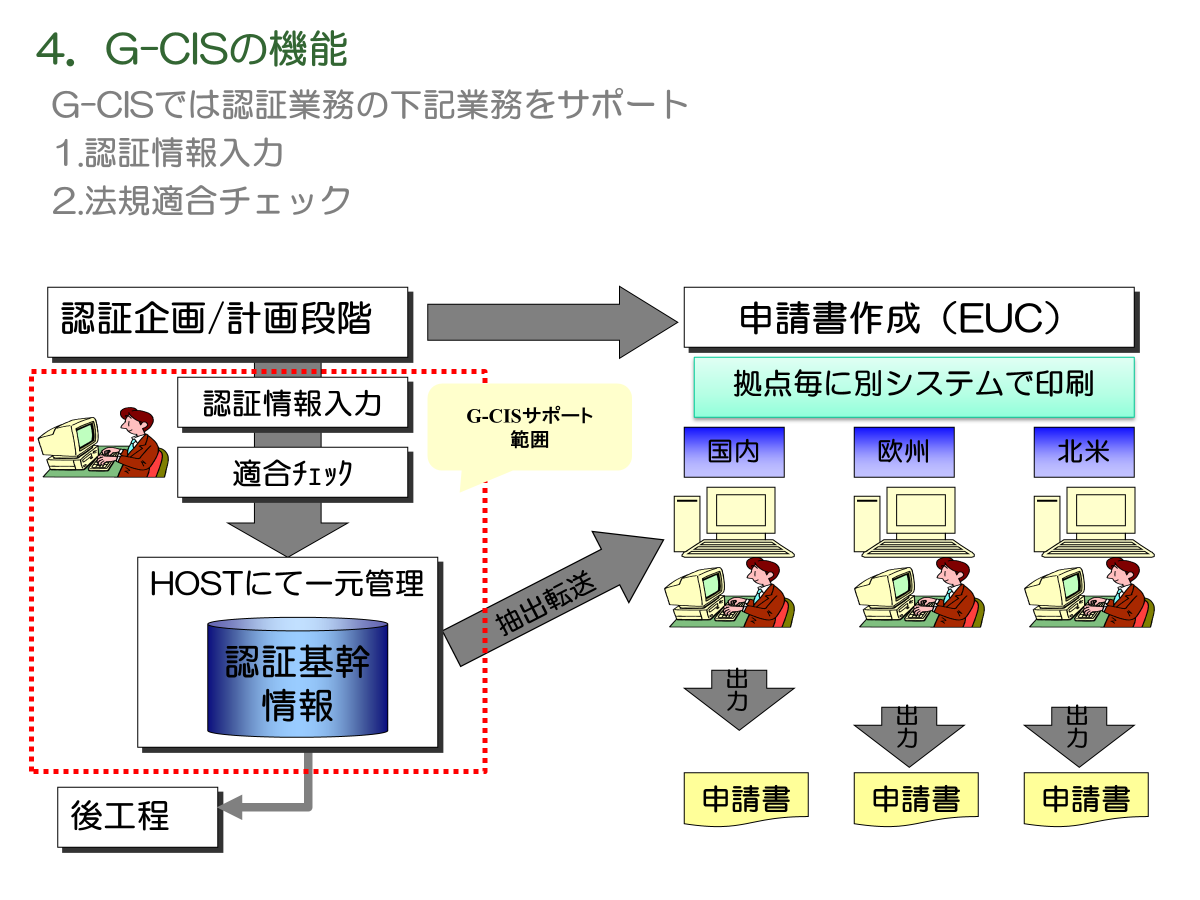 4．G-CISの機能
G-CISでは認証業務の下記業務をサポート
1.認証情報入力
2.法規適合チェック
認証企画/計画段階
申請書作成（EUC）
認証情報入力
適合ﾁｪｯｸ
G-CISサポート
範囲
拠点毎に別システムで印刷
国内
欧州
北米
HOSTにて一元管理
認証基幹
情報
抽出転送
出
力
出
力
出
力
後工程
申請書
申請書
申請書